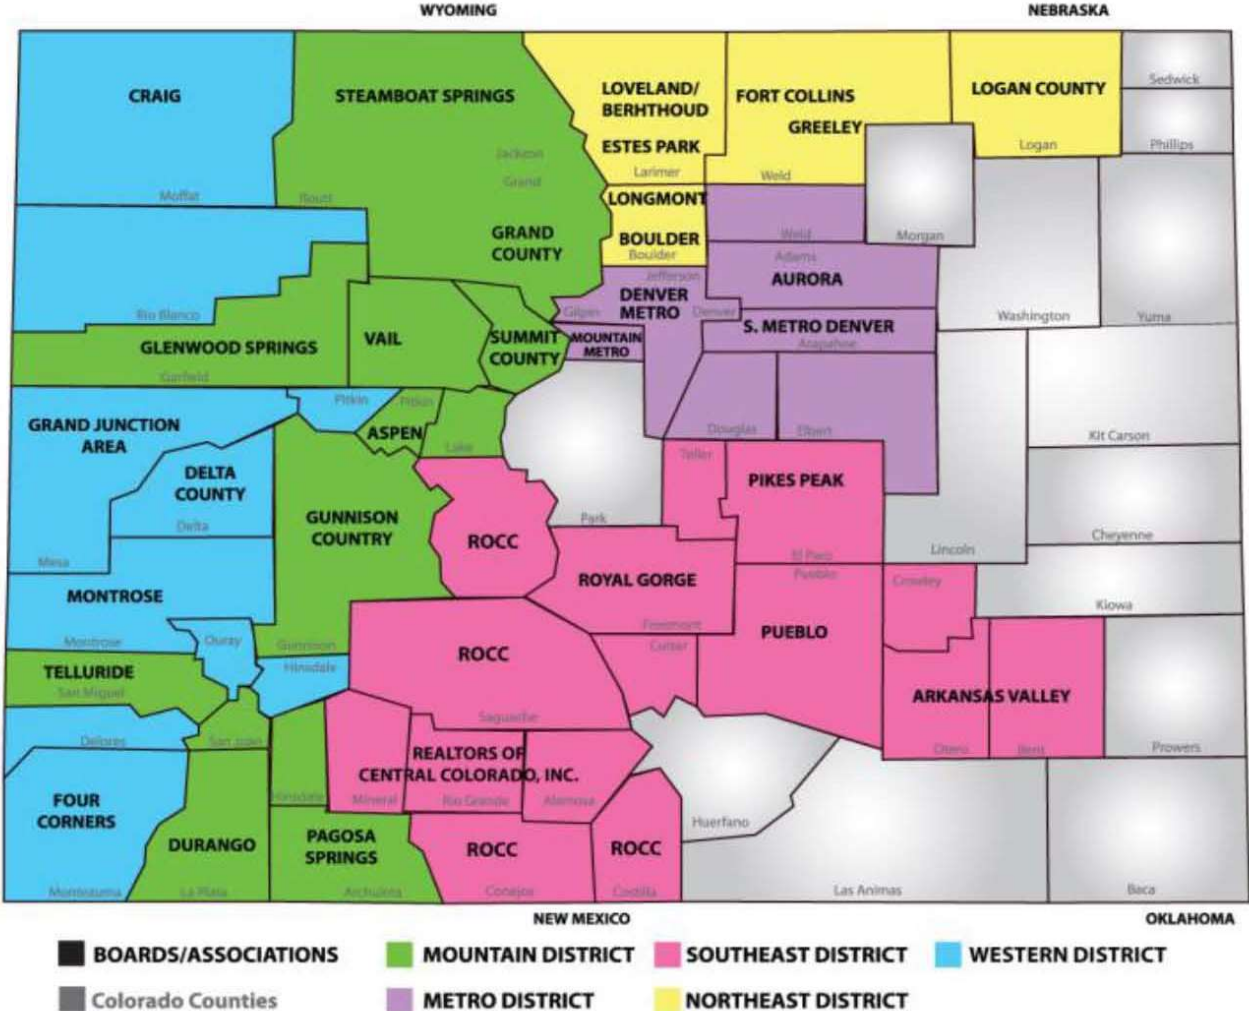 WYOMING
NEBRASKA
CRAIG
STEAMBOAT SPRINGS
LOVELAND/
BERHTHOUD
FORT COLLINS
LOGAN COUNTY
Sedwick
GREELEY
ESTES PARK
Jackson
Logan
Phillips
Larimer
Weld
Grand
Moffat
Routt
LONGMONT
GRAND
COUNTY
BOULDER
Boulder
Weld
Morgan
Adams
Jefferson
AURORA
DENVER
METRO
Gilpin
Denver
Rio Blanco
Washington
Yuma
S. METRO DENVER
Arapahoe
GLENWOOD SPRINGS
VAIL
SUMMIT
COUNTY
MOUNTAIN
METRO
Garfield
Pitkin
Pitkin
GRAND JUNCTION
AREA
ASPEN
Lake
Douglas
Elbert
Kit Carson
Teller
DELTA
COUNTY
PIKES PEAK
GUNNISON
COUNTRY
Delta
Park
ROCC
Cheyenne
Lincoln
Mesa
El Paso
Pueblo
ROYAL GORGE
Crowley
Kiowa
MONTROSE
Freemont
PUEBLO
Montrose
Ouray
Gunnison
Custer
ROCC
Hinsdale
TELLURIDE
San Miguel
ARKANSAS VALLEY
Saguache
Delores
San Juan
Otero
Bent
Prowers
REALTORS OF
CENTRAL COLORADO, INC.
Hinsdale
Mineral
Rio Grande
Alamosa
FOUR
CORNERS
Huerfano
DURANGO
PAGOSA
SPRINGS
ROCC
ROCC
Montezuma
La Plata
Archuleta
Conejos
Costilla
Las Animas
Baca
NEW MEXICO
OKLAHOMA
BOARDS/ASSOCIATIONS
MOUNTAIN DISTRICT
SOUTHEAST DISTRICT
WESTERN DISTRICT
Colorado Counties
METRO DISTRICT
NORTHEAST DISTRICT